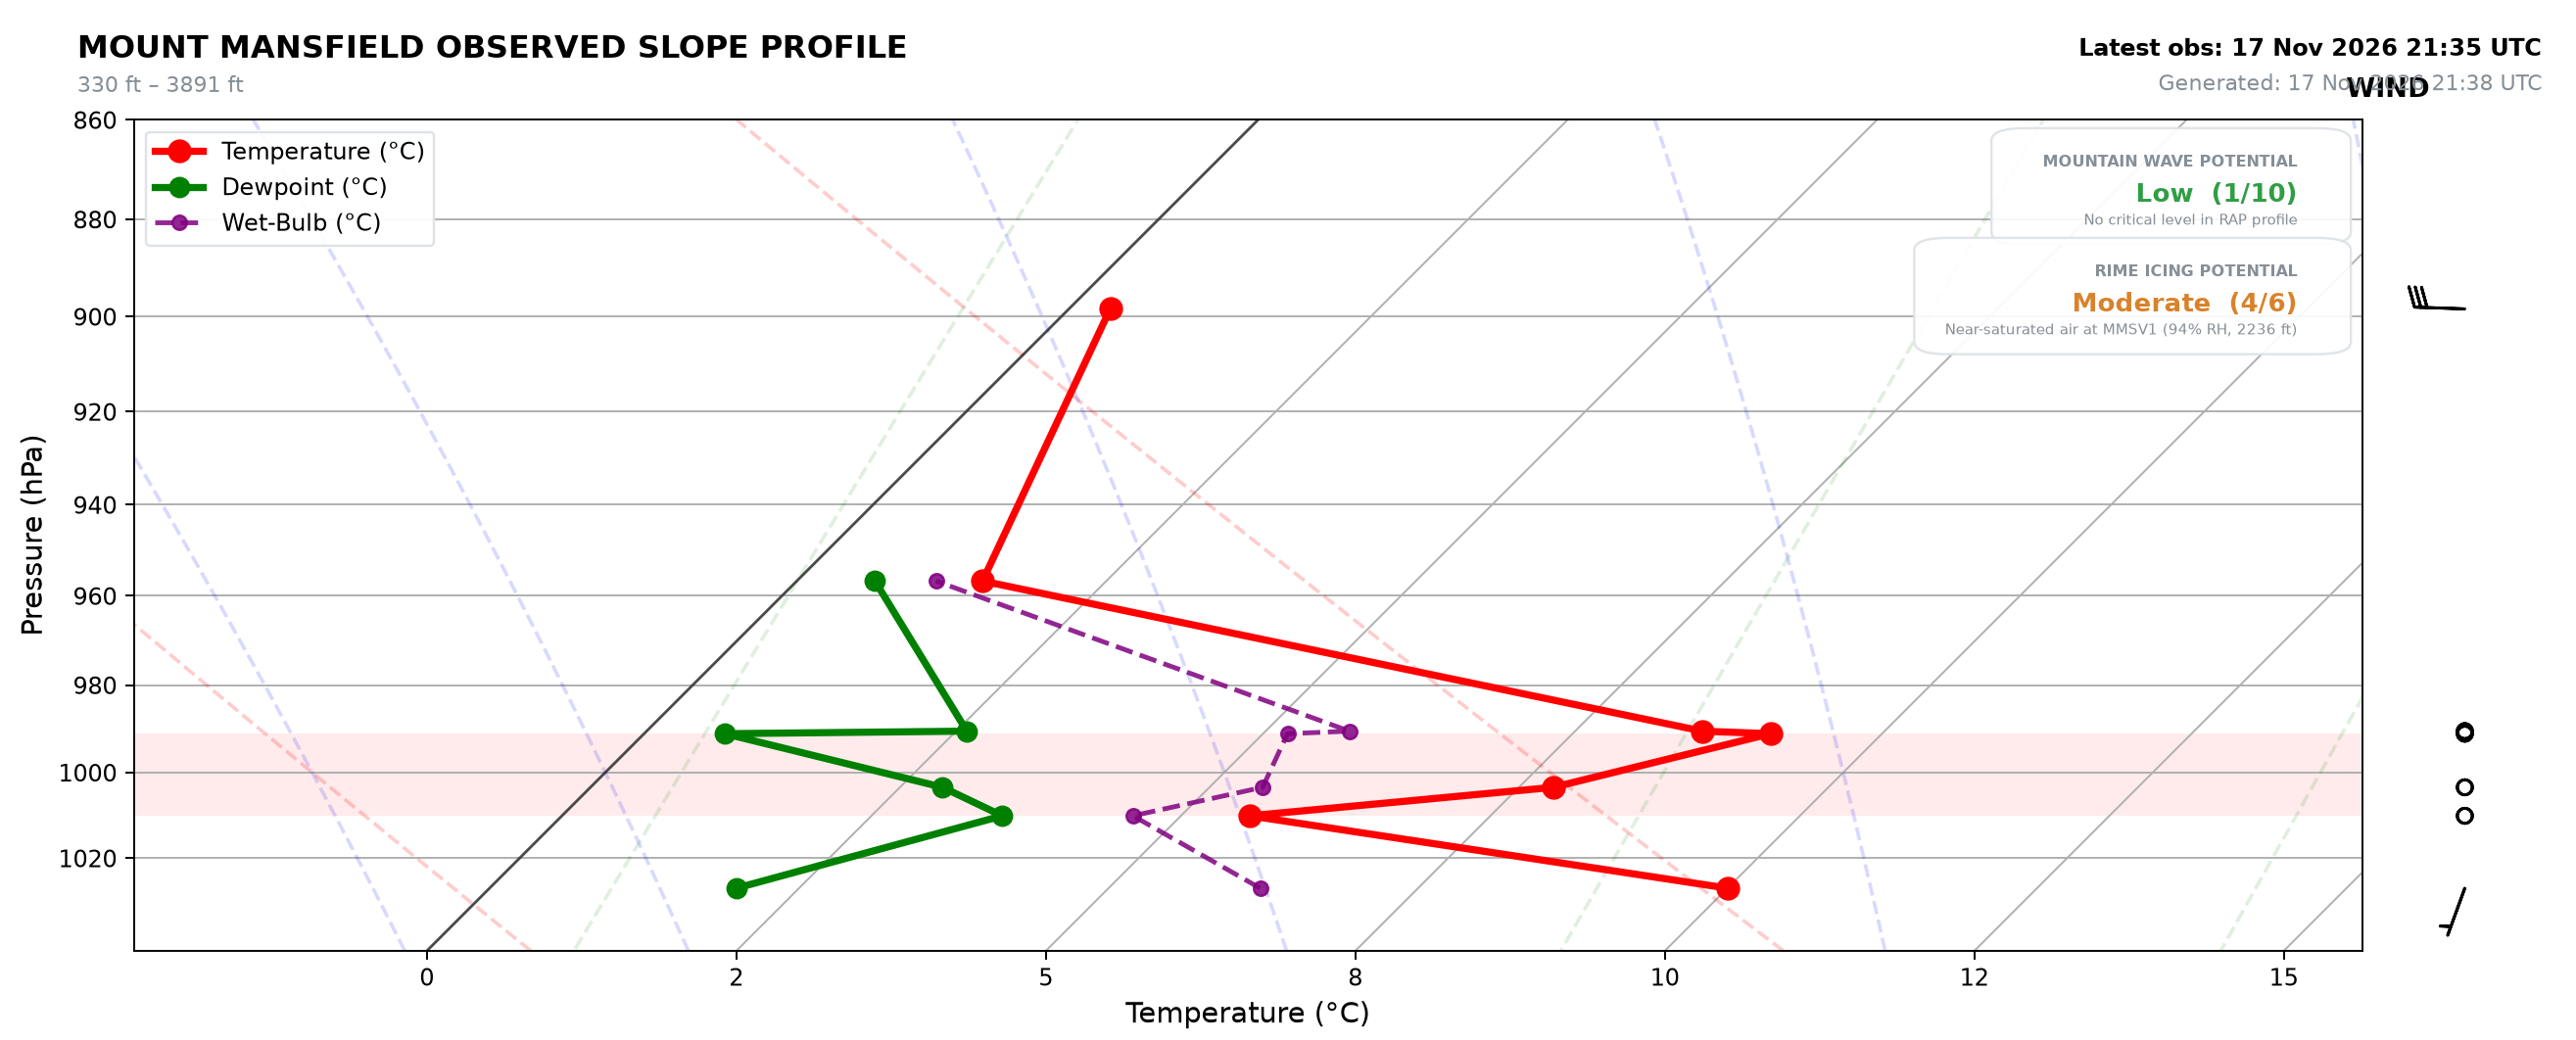 MOUNT MANSFIELD OBSERVED SLOPE PROFILE
330 ft – 3891 ft
Latest obs: 17 Nov 2026 21:35 UTC
Generated: 17 Nov 2026 21:38 UTC
WIND
Temperature (°C)
Dewpoint (°C)
Wet-Bulb (°C)
MOUNTAIN WAVE POTENTIAL
Low (1/10)
No critical level in RAP profile
RIME ICING POTENTIAL
Moderate (4/6)
Near-saturated air at MMSV1 (94% RH, 2236 ft)
Pressure (hPa)
860
880
900
920
940
960
980
1000
1020
0 2 5 8 10 12 15
Temperature (°C)